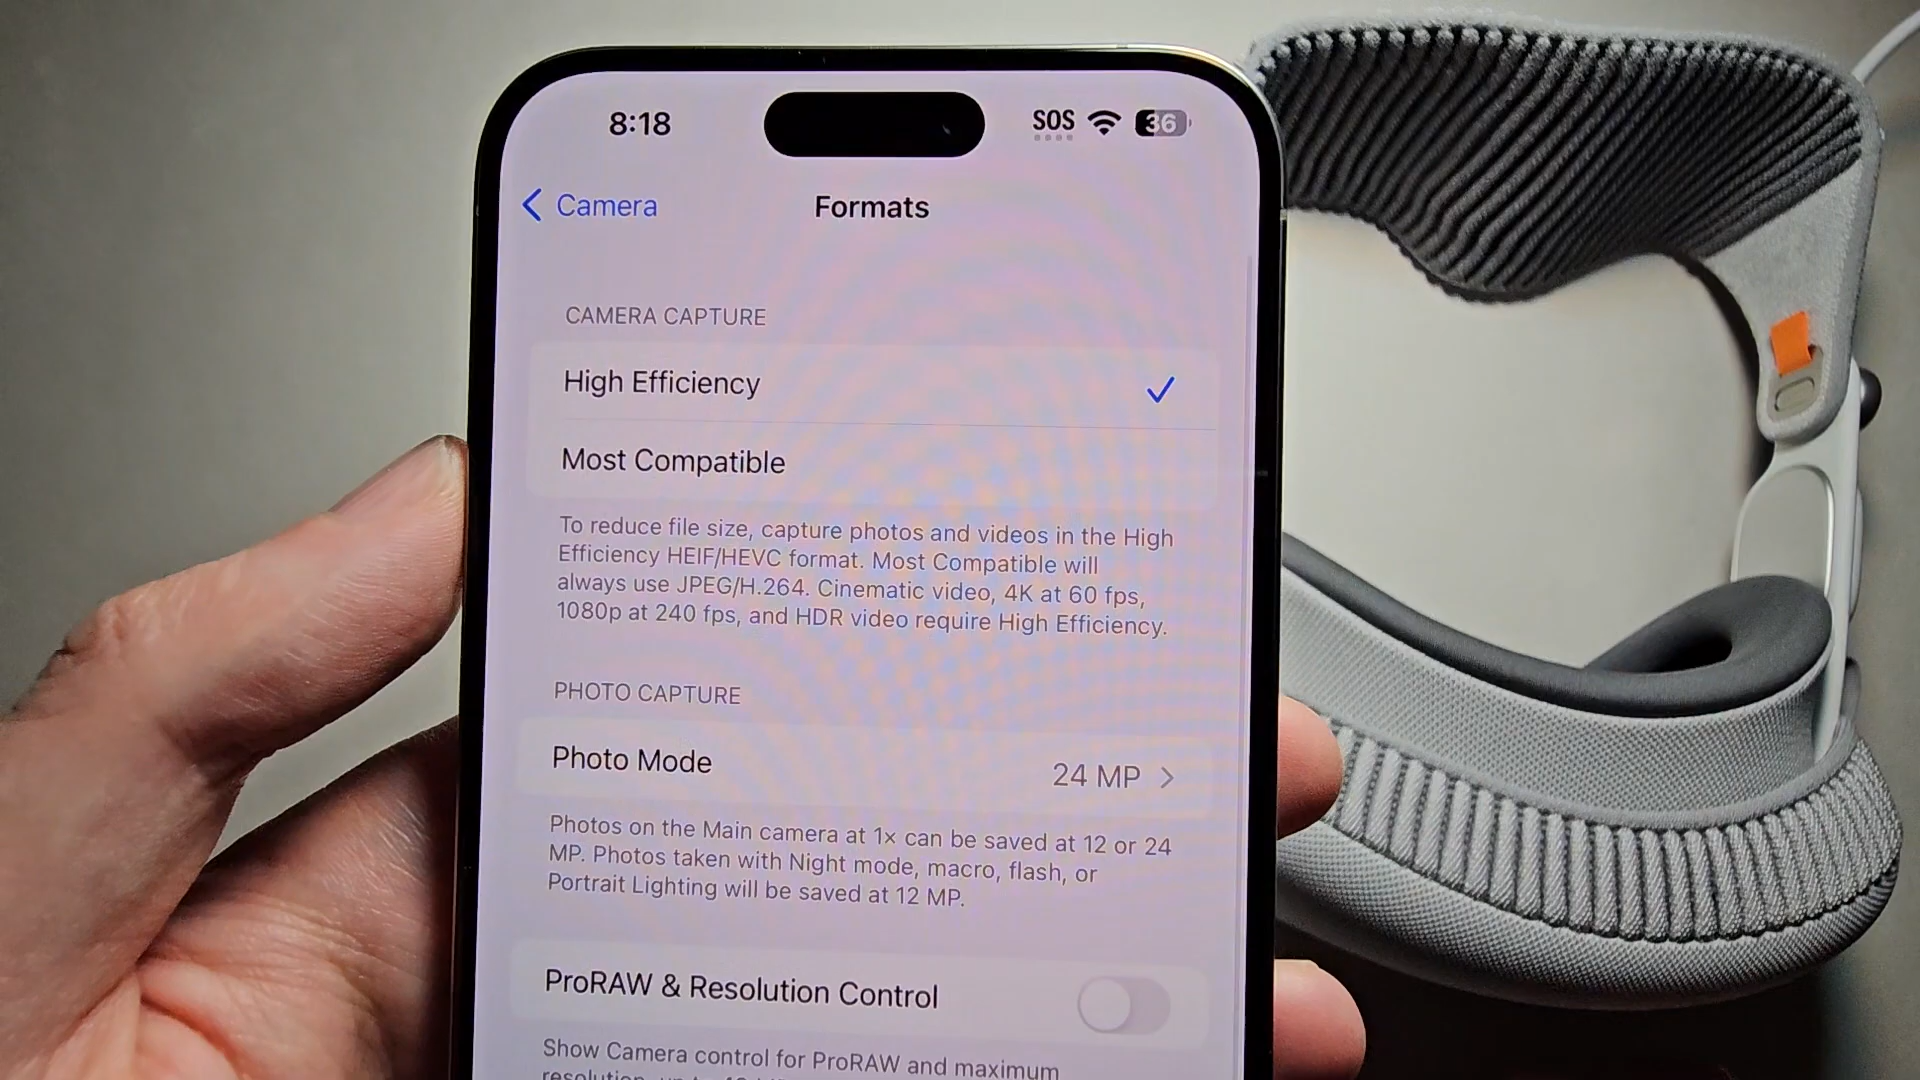 8:18
SOS
36
Camera
Formats
CAMERA CAPTURE
High Efficiency
Most Compatible
To reduce file size, capture photos and videos in the High
Efficiency HEIF/HEVC format. Most Compatible will
always use JPEG/H.264. Cinematic video, 4K at 60 fps,
1080p at 240 fps, and HDR video require High Efficiency.
PHOTO CAPTURE
Photo Mode
24 MP
Photos on the Main camera at 1x can be saved at 12 or 24
MP. Photos taken with Night mode, macro, flash, or
Portrait Lighting will be saved at 12 MP.
ProRAW & Resolution Control
Show Camera control for ProRAW and maximum